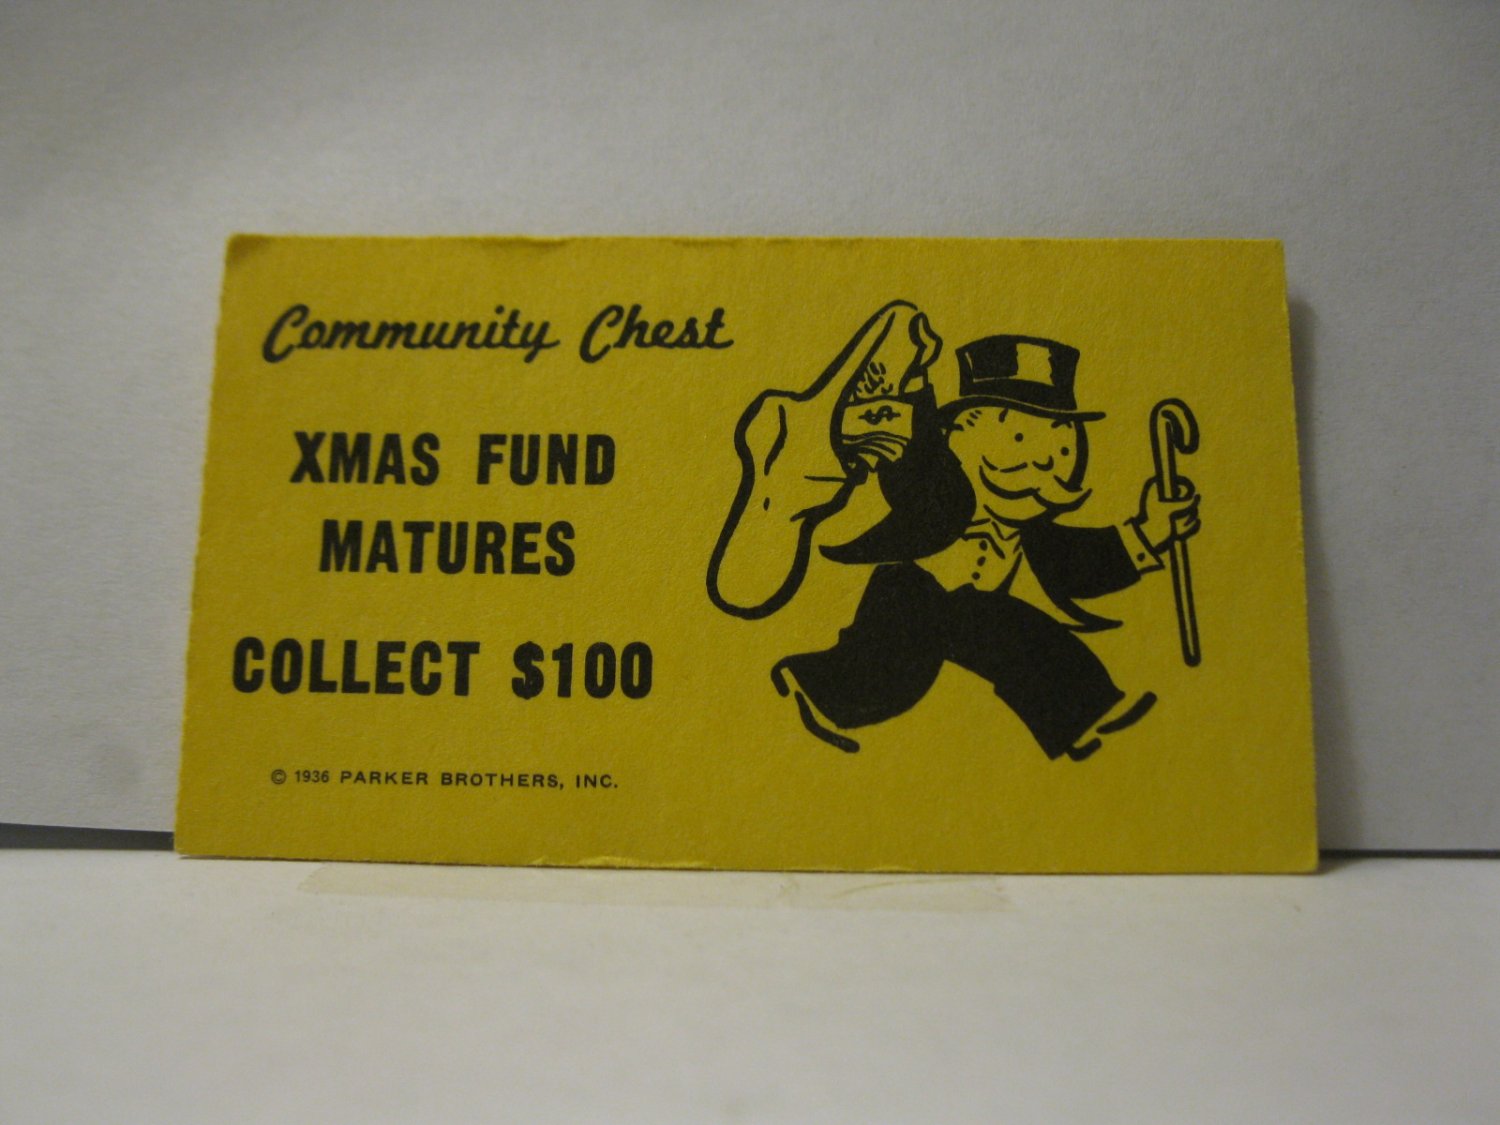 Community Chest
XMAS FUND
MATURES
COLLECT $100
© 1936 PARKER BROTHERS, INC.
$